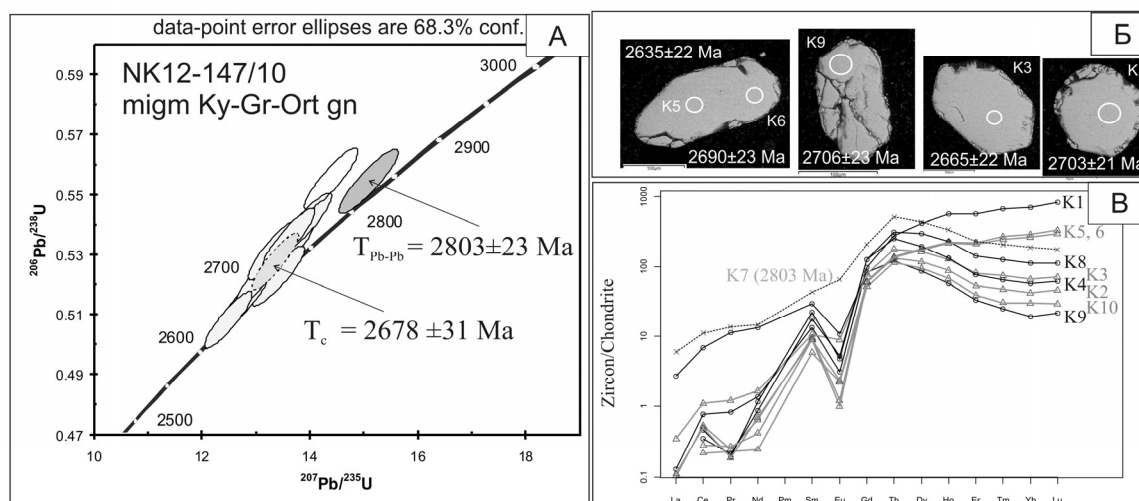 data-point error ellipses are 68.3% conf.
А
NK12-147/10
migm Ky-Gr-Ort gn
3000
2900
2800
2700
2600
2500
T Pb-Pb = 2803±23 Ma
T c = 2678 ±31 Ma
0.59
0.57
0.55
0.53
0.51
0.49
0.47
206Pb/238U
10 12 14 16 18
207Pb/235U
Б
2635±22 Ma
K5
K6
2690±23 Ma
K9
2706±23 Ma
K3
2665±22 Ma
K
2703±21 Ma
100μm
100μm
В
Zircon/Chondrite
1000
100
10
1
0.1
K7 (2803 Ma)
K1
K5, 6
K8
K3
K4
K2
K10
K9
La Ce Pr Nd Pm Sm Eu Gd Tb Dy Ho Er Tm Yb Lu